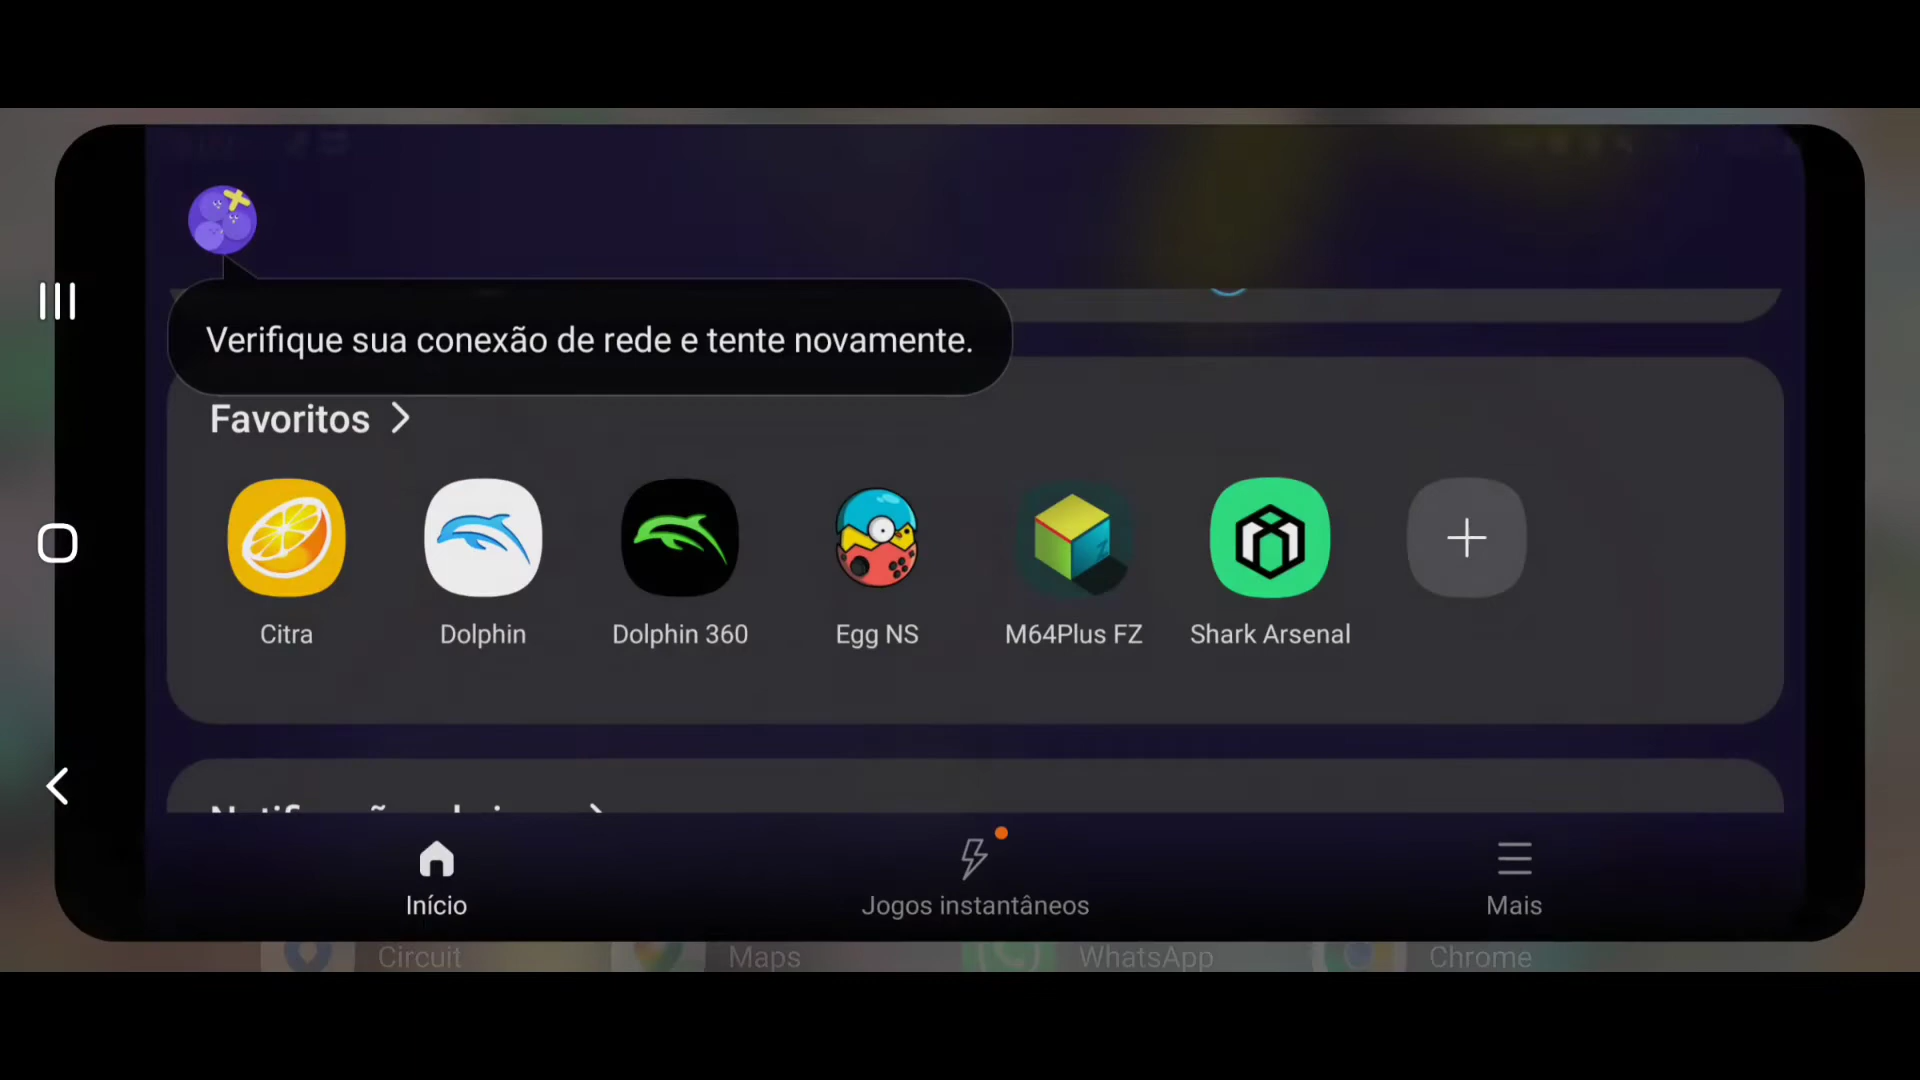 Verifique sua conexão de rede e tente novamente.
Favoritos
Citra
Dolphin
Dolphin 360
Egg NS
M64Plus FZ
Shark Arsenal
Início
Jogos instantâneos
Mais
Circuit
Maps
WhatsApp
Chrome